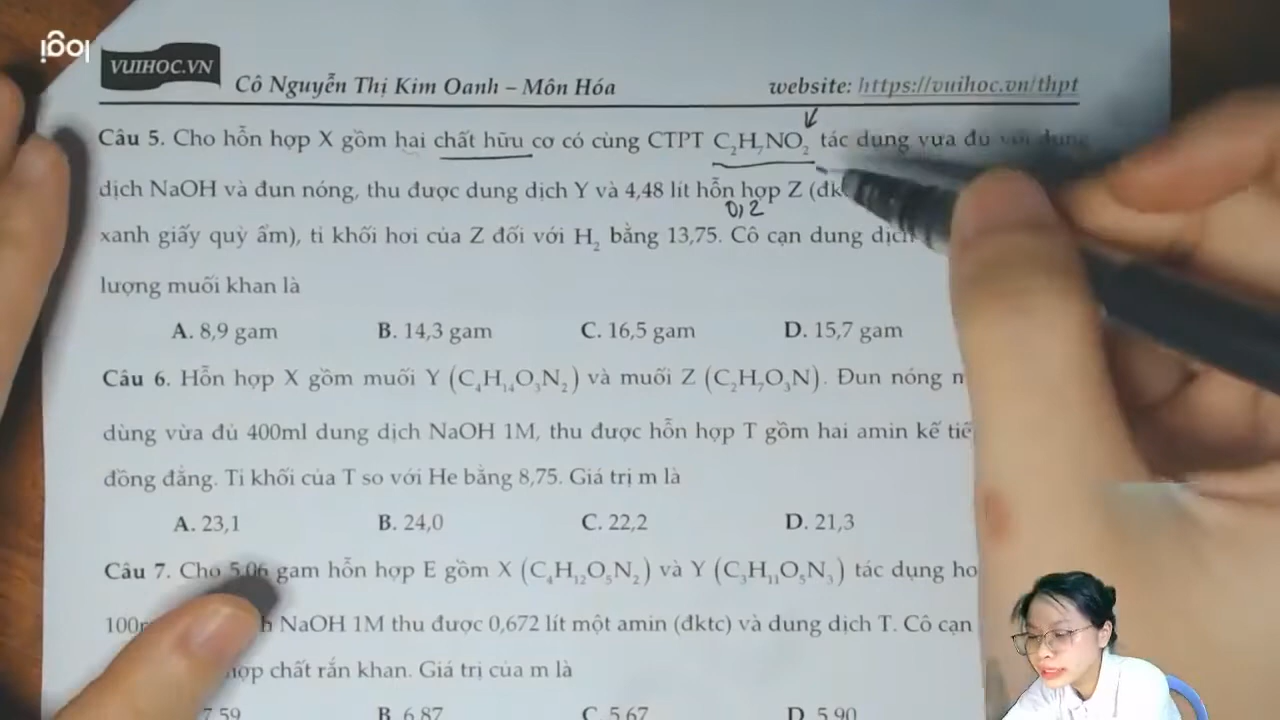 logi
VUIHOC.VN
Cô Nguyễn Thị Kim Oanh – Môn Hóa
website: https://vuihoc.vn/thpt
Câu 5. Cho hỗn hợp X gồm hai chất hữu cơ có cùng CTPT C₂H₇NO₂ tác dụng vừa đủ với dung
dịch NaOH và đun nóng, thu được dung dịch Y và 4,48 lít hỗn hợp Z (đk
0,2
xanh giấy quỳ ẩm), tỉ khối hơi của Z đối với H₂ bằng 13,75. Cô cạn dung dịch
lượng muối khan là
A. 8,9 gam B. 14,3 gam C. 16,5 gam D. 15,7 gam
Câu 6. Hỗn hợp X gồm muối Y (C₄H₁₄O₃N₂) và muối Z (C₂H₇O₃N). Đun nóng
dùng vừa đủ 400ml dung dịch NaOH 1M, thu được hỗn hợp T gồm hai amin kế
đồng đẳng. Tỉ khối của T so với He bằng 8,75. Giá trị m là
A. 23,1 B. 24,0 C. 22,2 D. 21,3
Câu 7. Cho 5,06 gam hỗn hợp E gồm X (C₄H₁₂O₅N₂) và Y (C₃H₁₁O₅N₃) tác dụng
NaOH 1M thu được 0,672 lít một amin (đktc) và dung dịch T. Cô cạn
hợp chất rắn khan. Giá trị của m là
7,59 B. 6,87 C. 5,67 D. 5,90